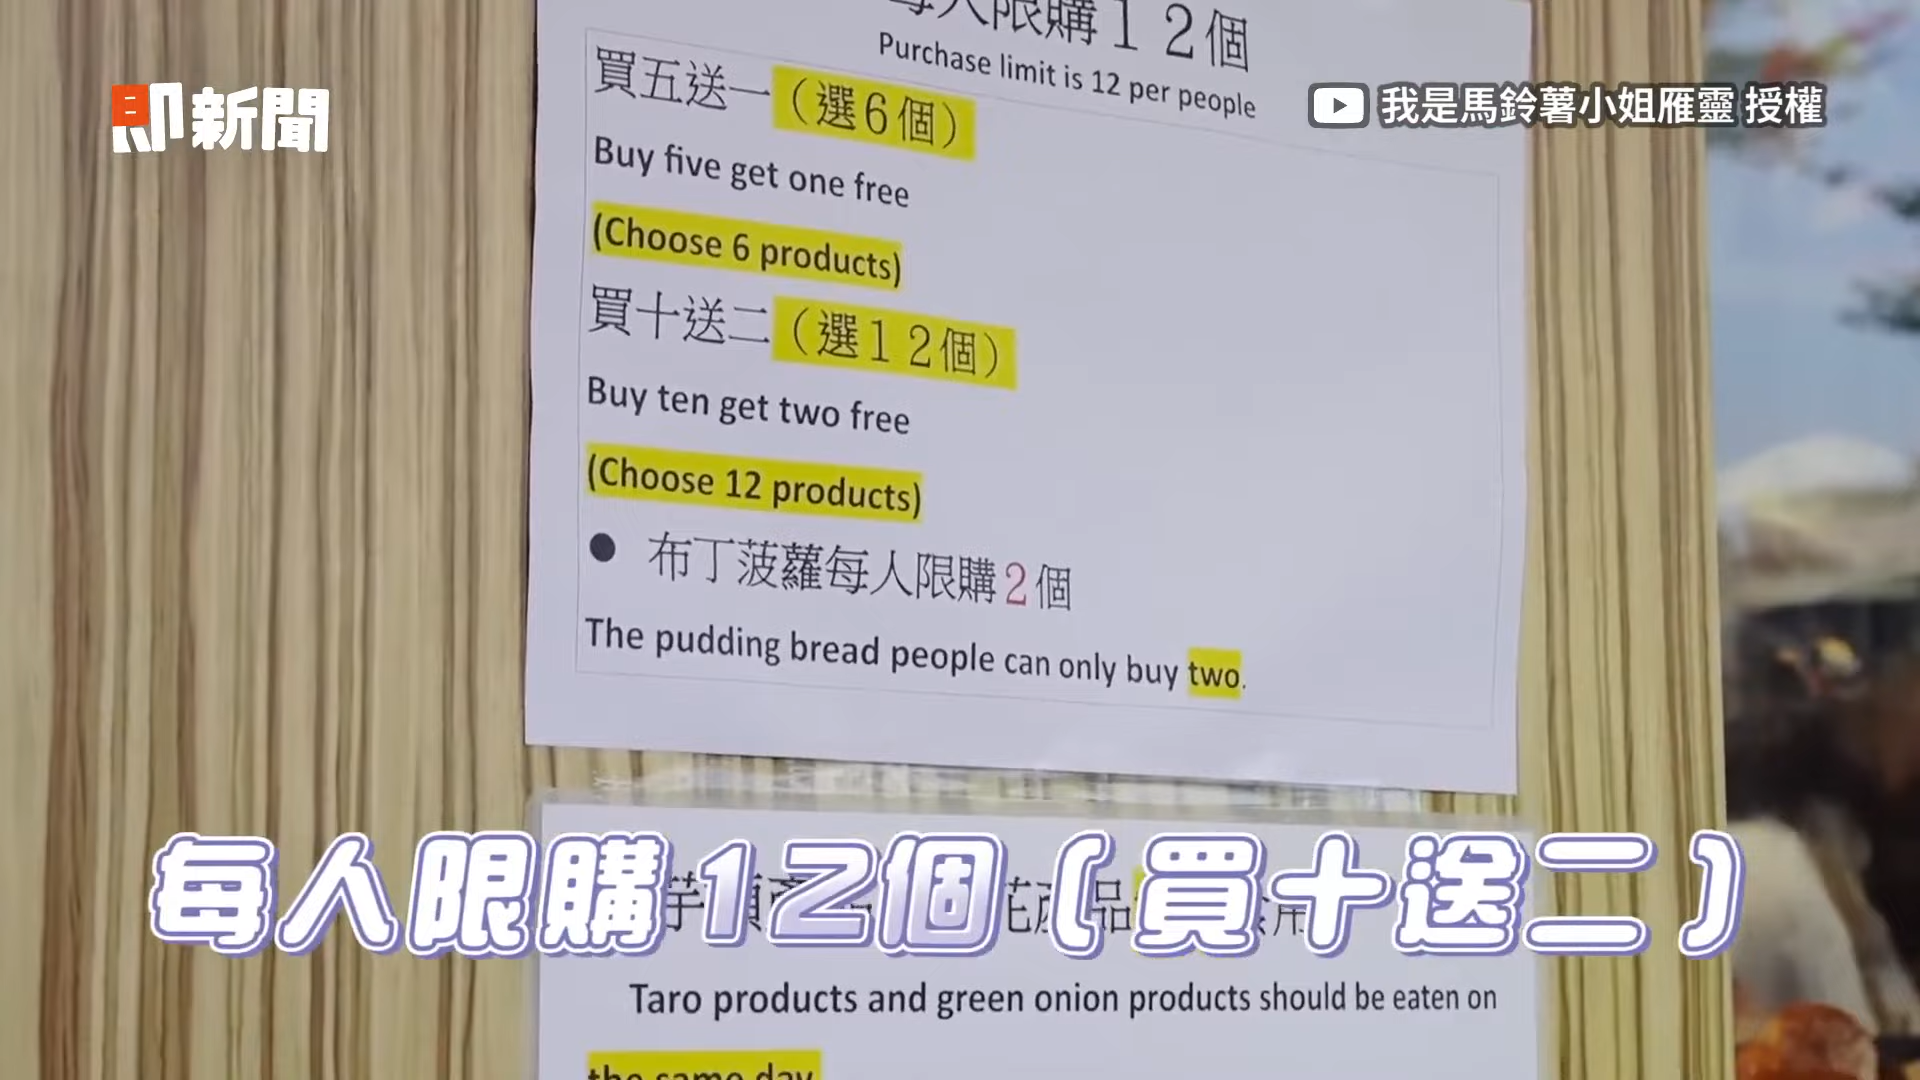 每人限購12個
Purchase limit is 12 per people
即新聞
我是馬鈴薯小姐雁靈 授權
買五送一（選6個）
Buy five get one free
(Choose 6 products)
買十送二（選12個）
Buy ten get two free
(Choose 12 products)
● 布丁菠蘿每人限購2個
The pudding bread people can only buy two.
每人限購12個（買十送二）
Taro products and green onion products should be eaten on
the same day